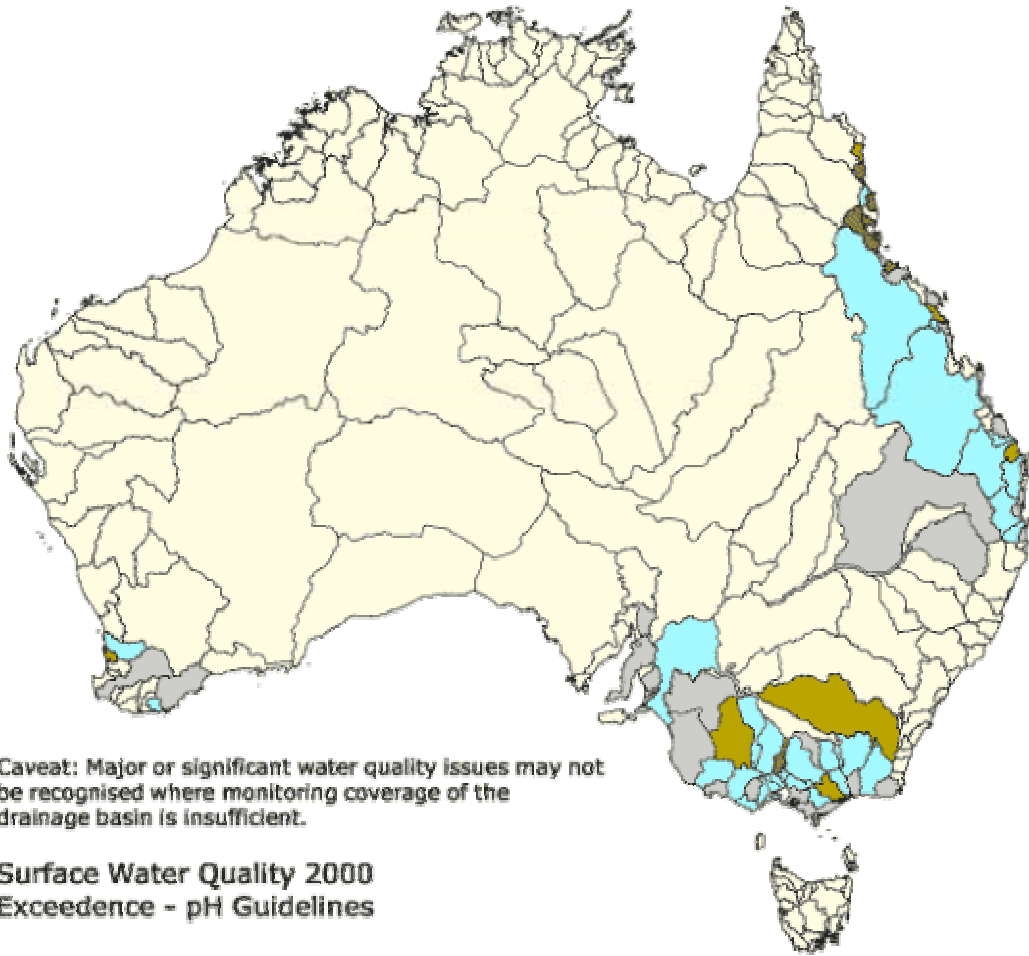 Caveat: Major or significant water quality issues may not
be recognised where monitoring coverage of the
drainage basin is insufficient.
Surface Water Quality 2000
Exceedence - pH Guidelines